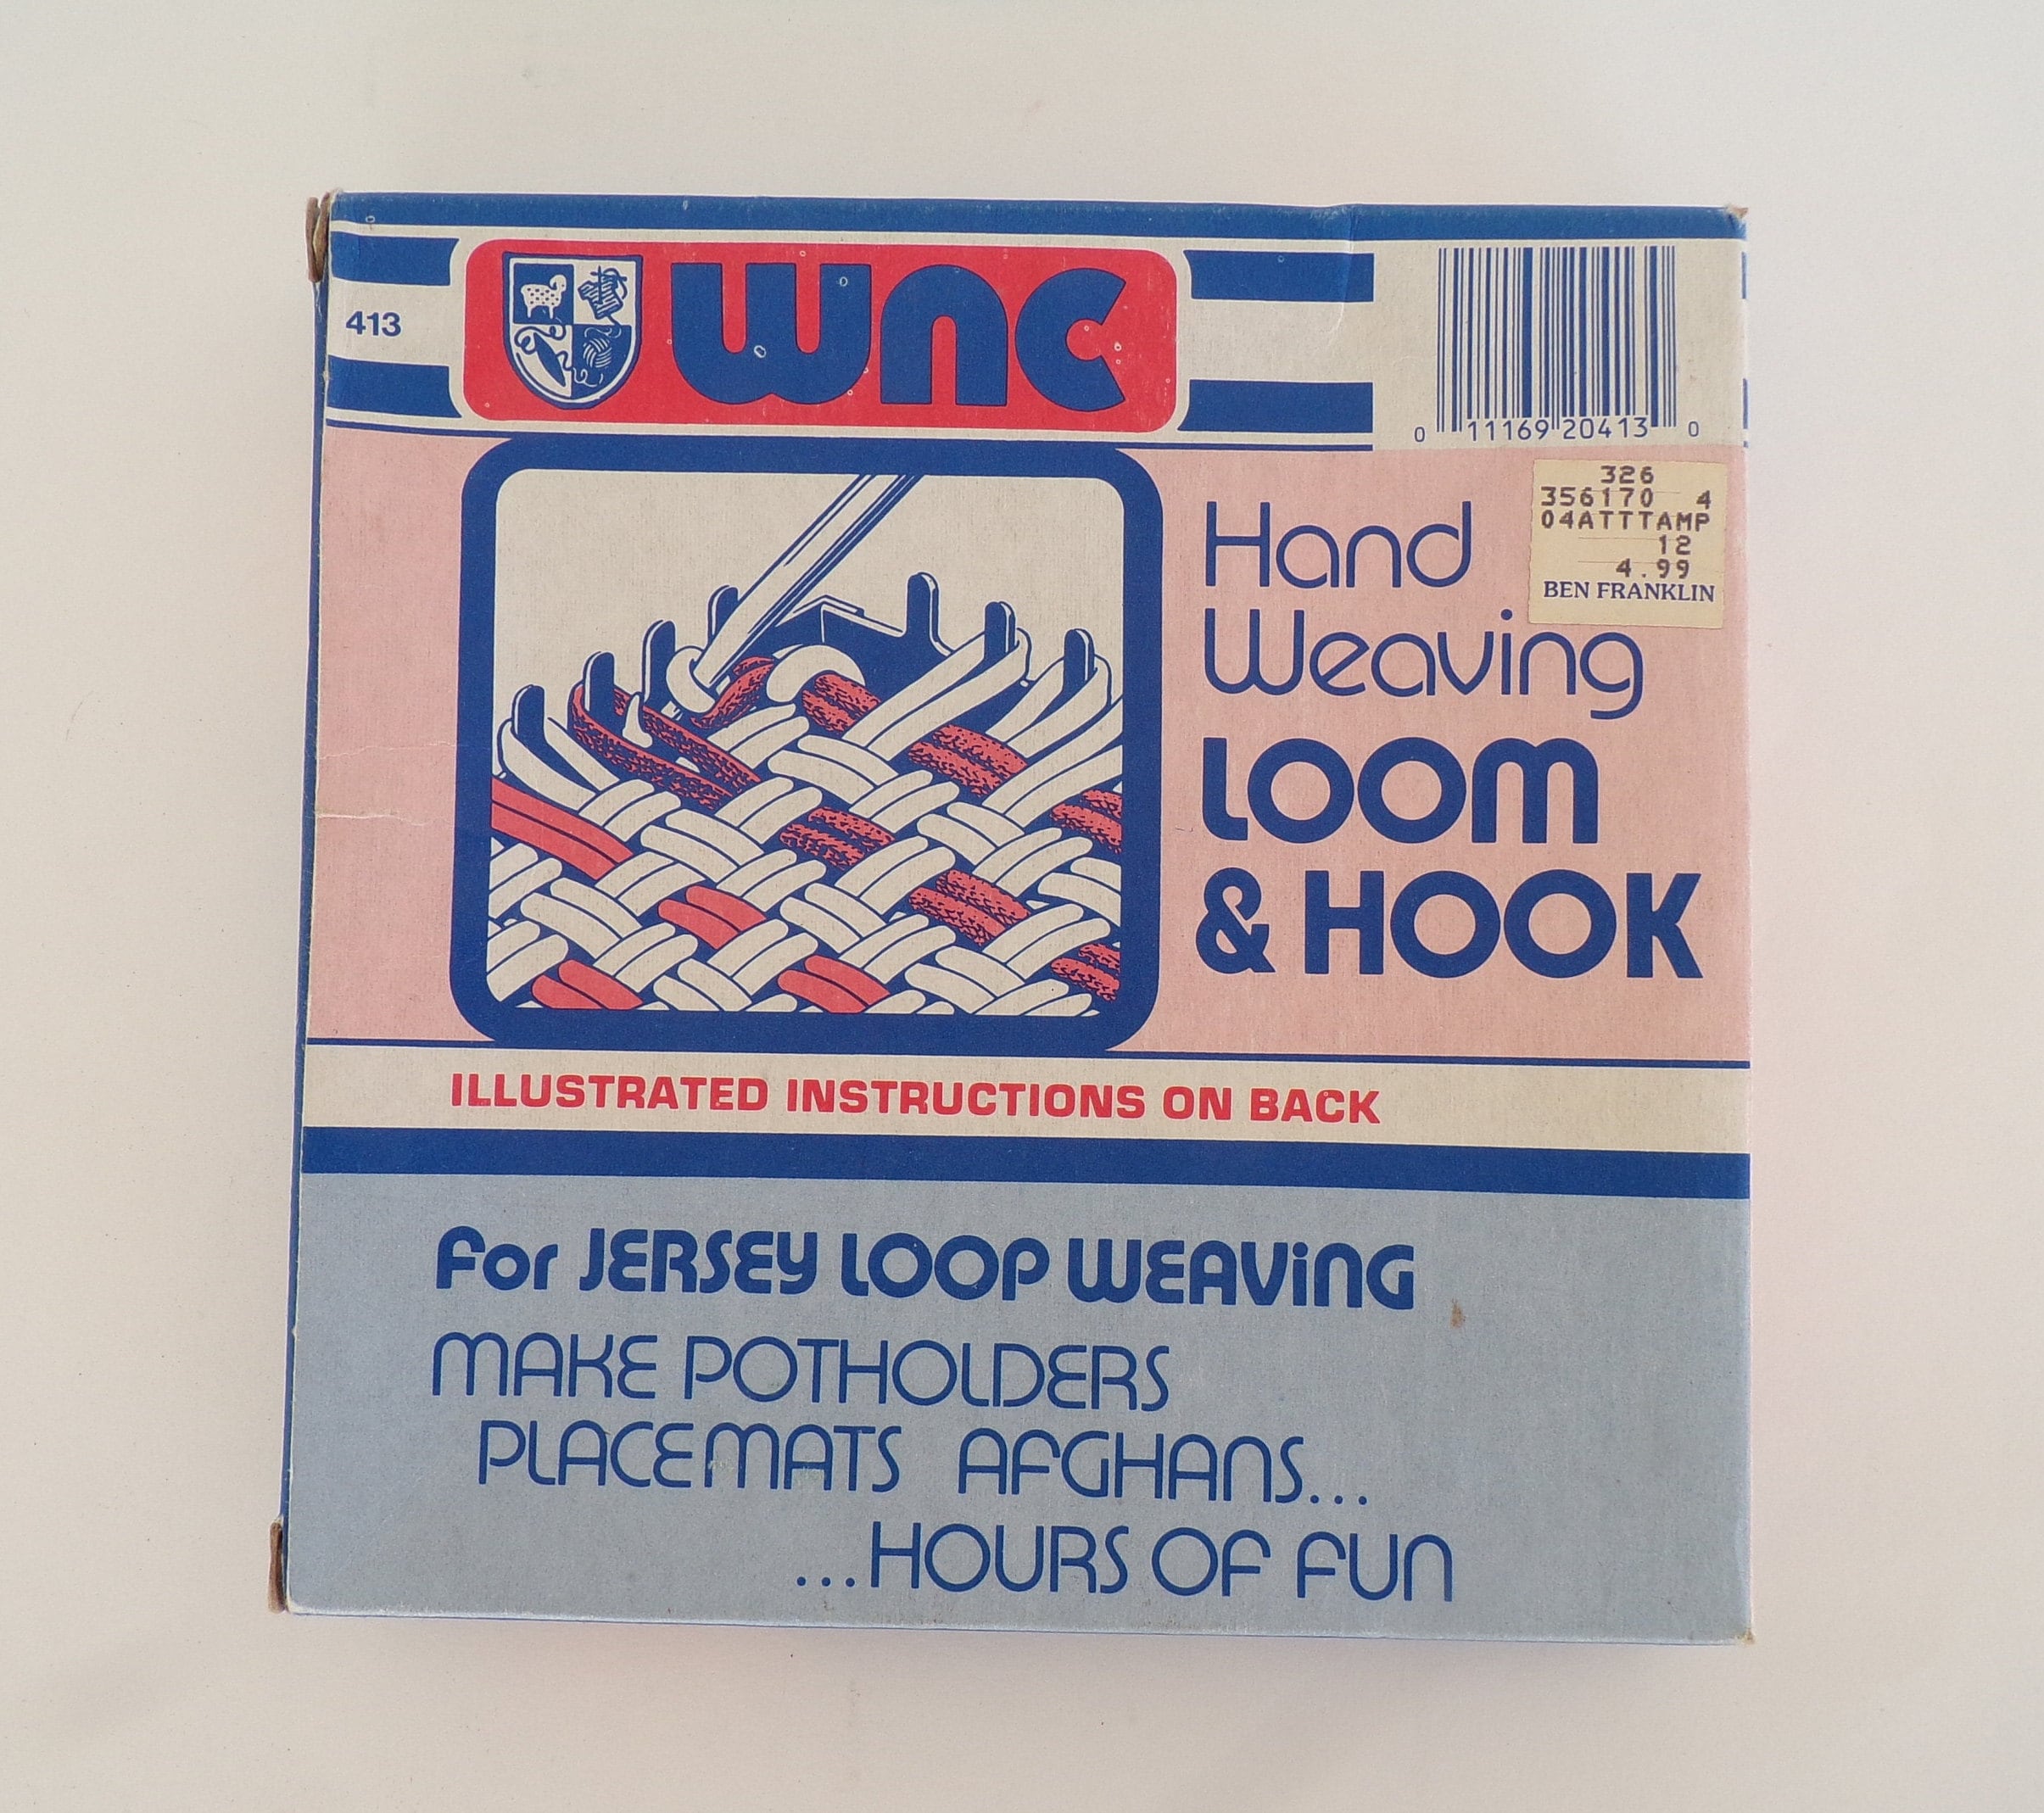 413
WNC
0 11169 20413 0
326
356170 4
04ATTTAMP
12
4.99
BEN FRANKLIN
Hand
Weaving
LOOM
& HOOK
ILLUSTRATED INSTRUCTIONS ON BACK
For JERSEY LOOP WEAViNG
MAKE POTHOLDERS
PLACEMATS AFGHANS...
...HOURS OF FUN